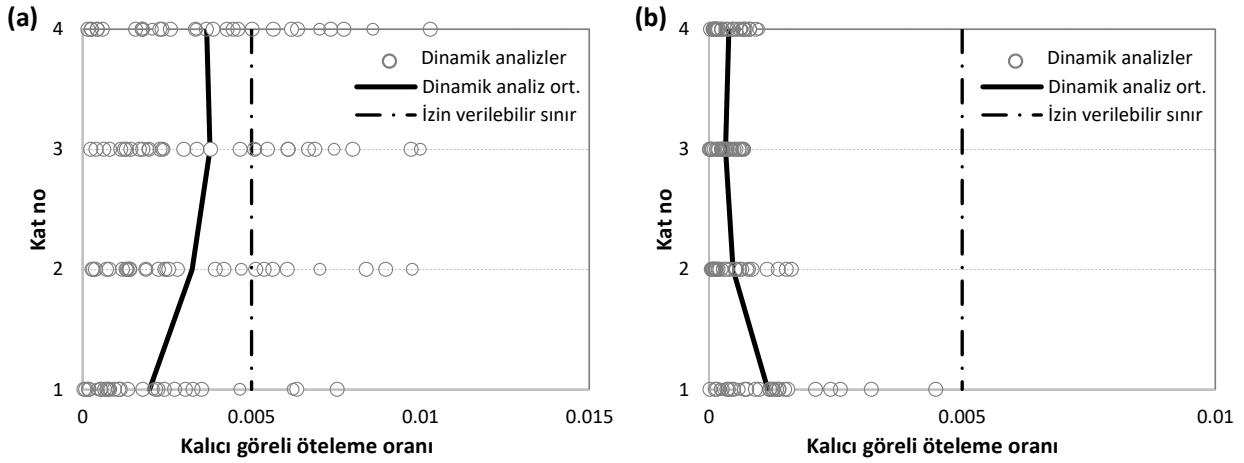 (a)
4
3
2
1
Kat no
0
0.005
0.01
0.015
Kalıcı göreli öteleme oranı
Dinamik analizler
Dinamik analiz ort.
İzin verilebilir sınır
(b)
4
3
2
1
Kat no
0
0.005
0.01
Kalıcı göreli öteleme oranı
Dinamik analizler
Dinamik analiz ort.
İzin verilebilir sınır